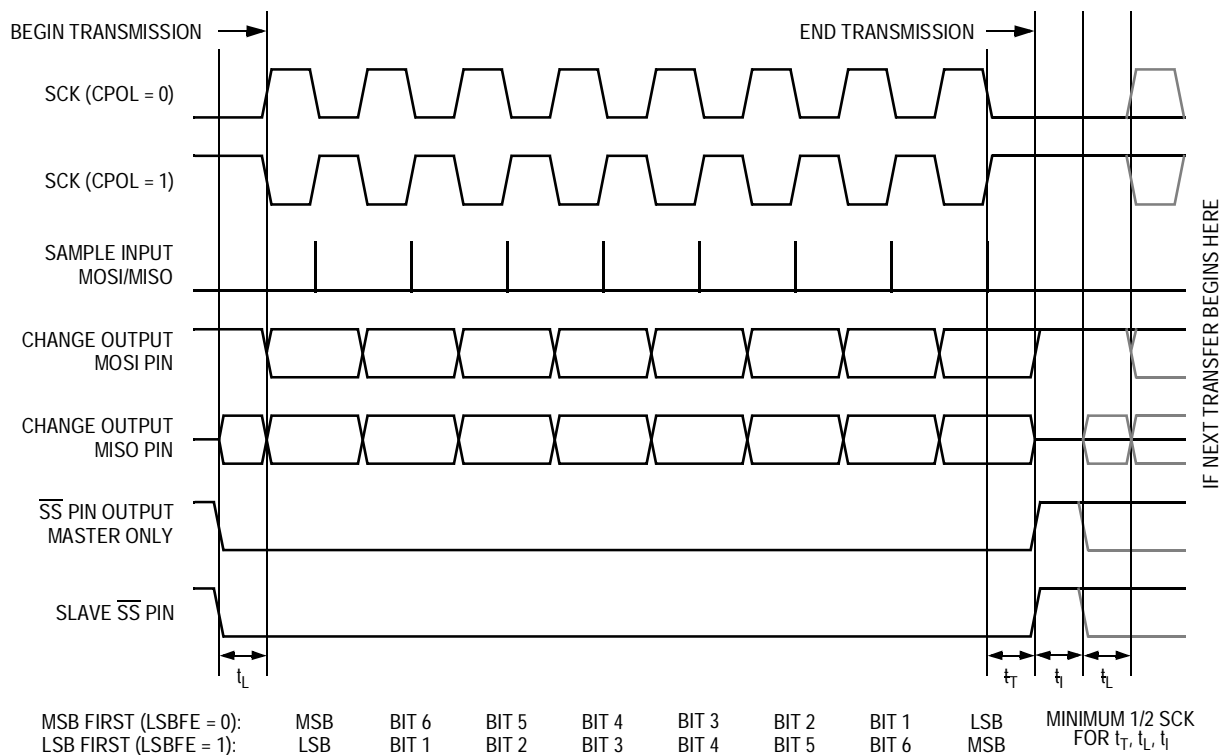 BEGIN TRANSMISSION
END TRANSMISSION
SCK (CPOL = 0)
SCK (CPOL = 1)
SAMPLE INPUT
MOSI/MISO
CHANGE OUTPUT
MOSI PIN
CHANGE OUTPUT
MISO PIN
SS PIN OUTPUT
MASTER ONLY
SLAVE SS PIN
IF NEXT TRANSFER BEGINS HERE
tL
tT
tI
tL
MSB FIRST (LSBFE = 0): MSB BIT 6 BIT 5 BIT 4 BIT 3 BIT 2 BIT 1 LSB
LSB FIRST (LSBFE = 1): LSB BIT 1 BIT 2 BIT 3 BIT 4 BIT 5 BIT 6 MSB
MINIMUM 1/2 SCK
FOR tT, tL, tI